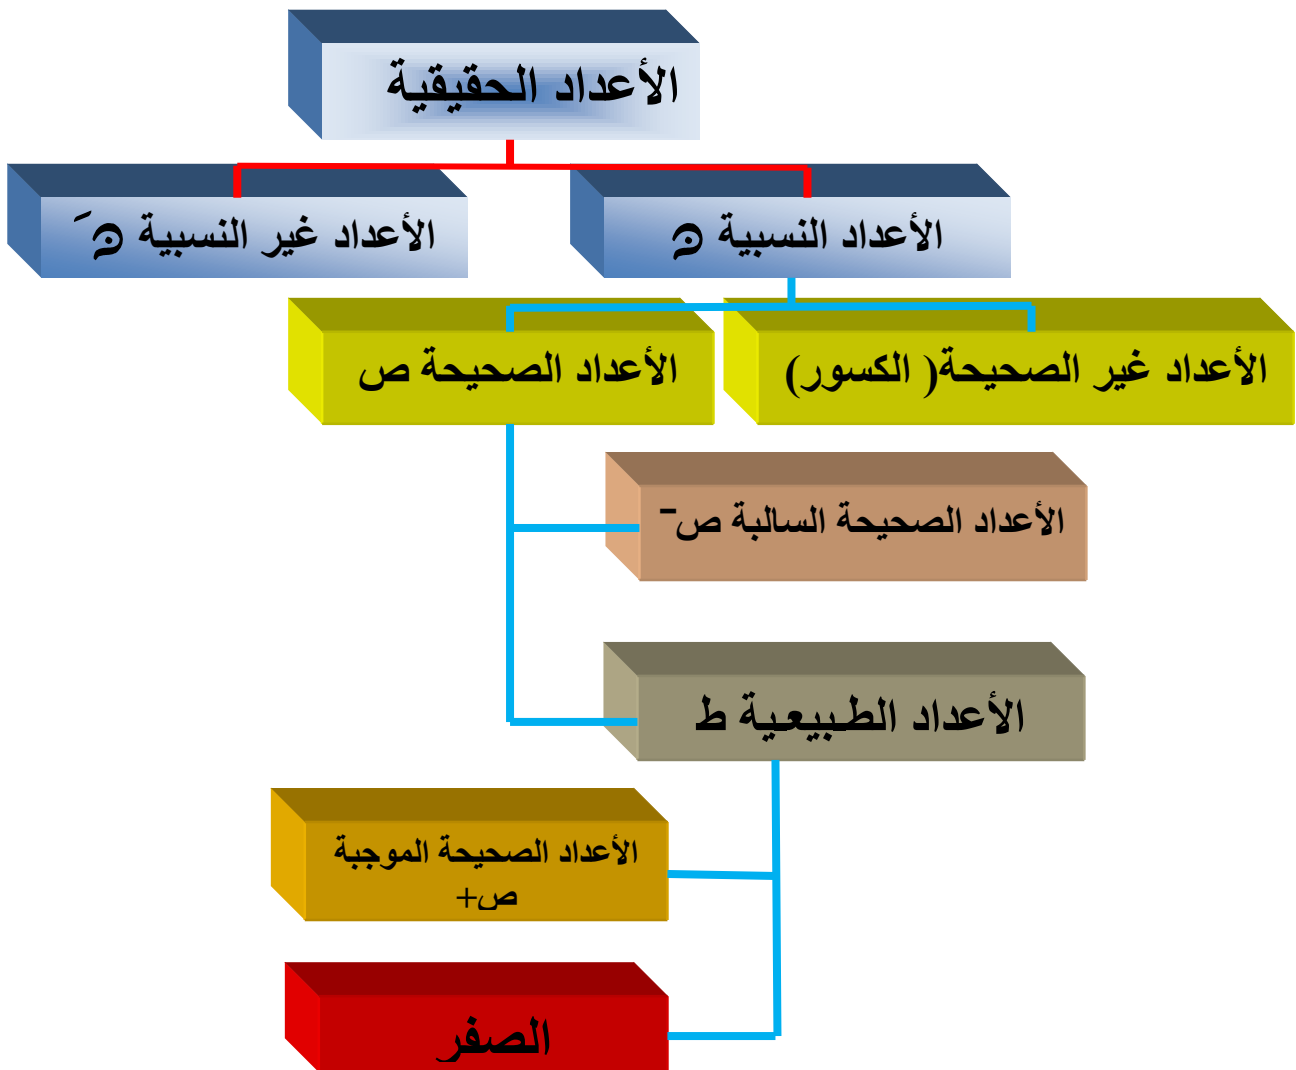 الأعداد الحقيقية
الأعداد النسبية ن
الأعداد غير النسبية نَ
الأعداد غير الصحيحة( الكسور)
الأعداد الصحيحة ص
الأعداد الصحيحة السالبة ص⁻
الأعداد الطـبيعـية ط
الأعداد الصحيحة الموجبة
ص+
الصفر